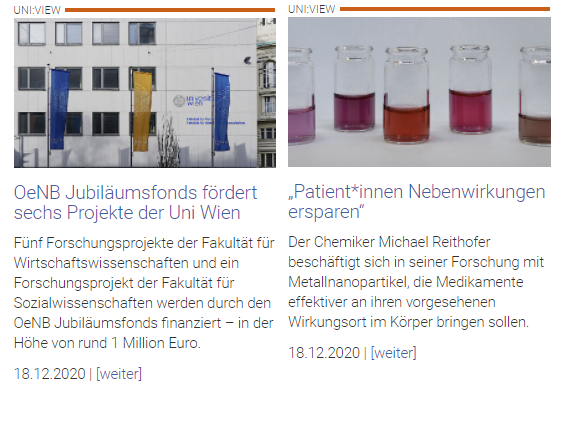 UNI:VIEW
OeNB Jubiläumsfonds fördert
sechs Projekte der Uni Wien
Fünf Forschungsprojekte der Fakultät für
Wirtschaftswissenschaften und ein
Forschungsprojekt der Fakultät für
Sozialwissenschaften werden durch den
OeNB Jubiläumsfonds finanziert – in der
Höhe von rund 1 Million Euro.
18.12.2020 | [weiter]
UNI:VIEW
„Patient*innen Nebenwirkungen
ersparen“
Der Chemiker Michael Reithofer
beschäftigt sich in seiner Forschung mit
Metallnanopartikel, die Medikamente
effektiver an ihren vorgesehenen
Wirkungsort im Körper bringen sollen.
18.12.2020 | [weiter]